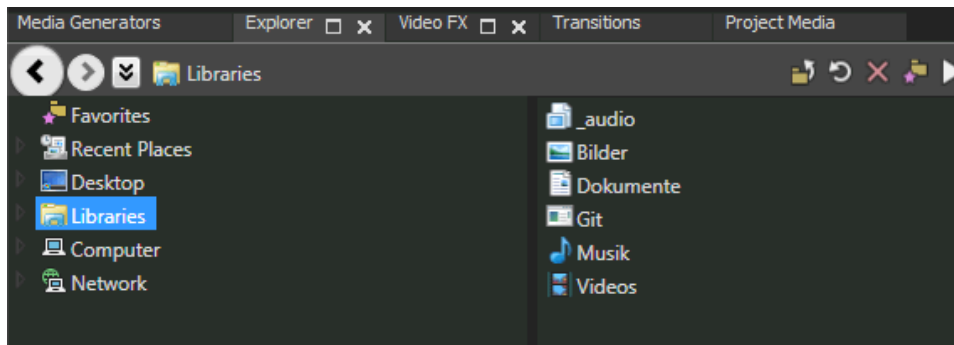 Media Generators
Explorer
Video FX
Transitions
Project Media
Libraries
Favorites
Recent Places
Desktop
Libraries
Computer
Network
_audio
Bilder
Dokumente
Git
Musik
Videos